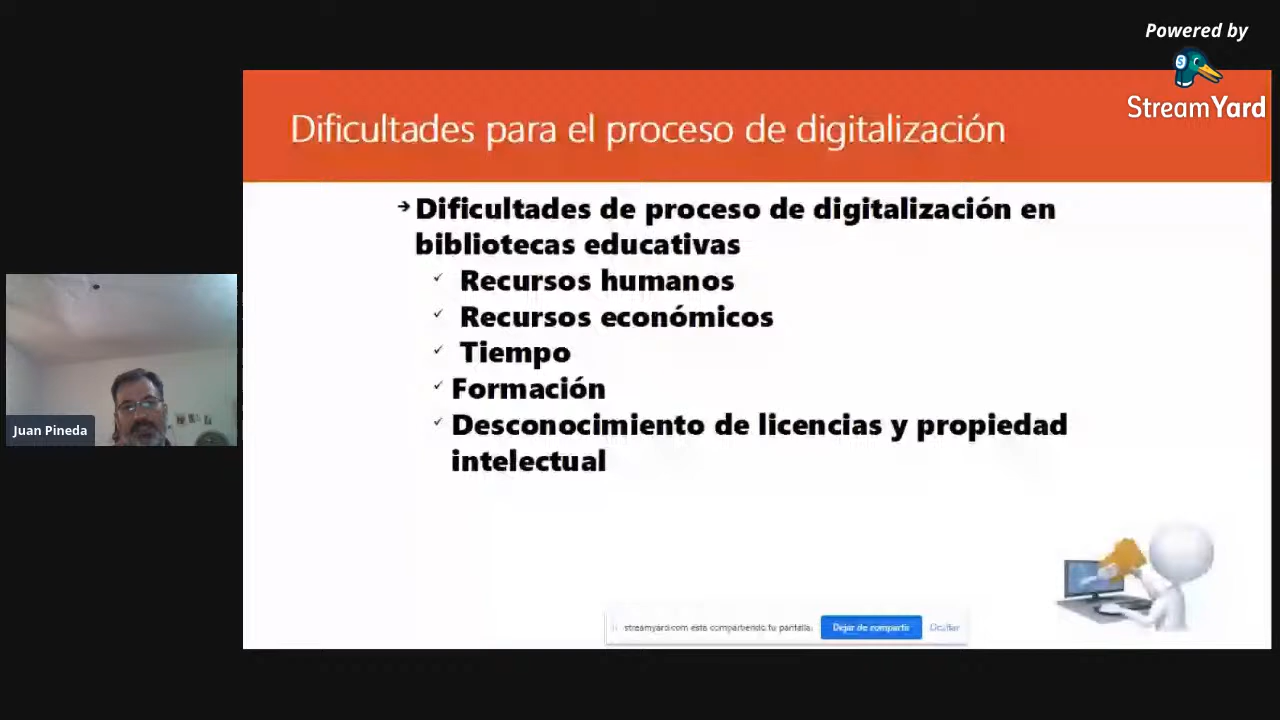 Powered by
StreamYard
Dificultades para el proceso de digitalización
Dificultades de proceso de digitalización en
bibliotecas educativas
Recursos humanos
Recursos económicos
Tiempo
Formación
Desconocimiento de licencias y propiedad
intelectual
Juan Pineda
streamyard.com está compartiendo tu pantalla.
Dejar de compartir
Ocultar